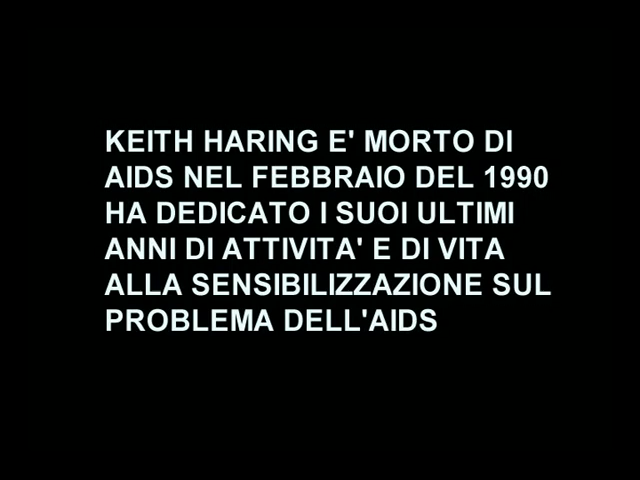 KEITH HARING E' MORTO DI
AIDS NEL FEBBRAIO DEL 1990
HA DEDICATO I SUOI ULTIMI
ANNI DI ATTIVITA' E DI VITA
ALLA SENSIBILIZZAZIONE SUL
PROBLEMA DELL'AIDS